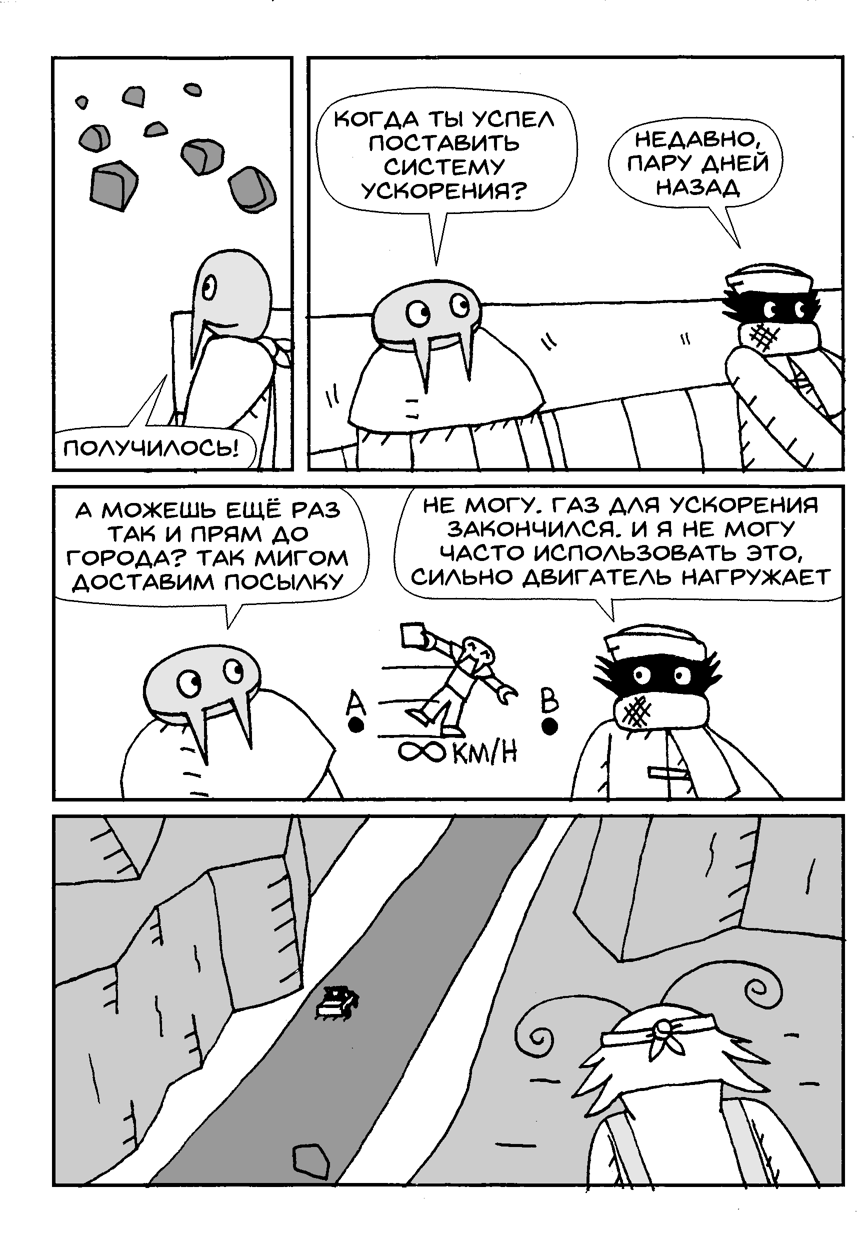 ПОЛУЧИЛОСЬ!
КОГДА ТЫ УСПЕЛ
ПОСТАВИТЬ
СИСТЕМУ
УСКОРЕНИЯ?
НЕДАВНО,
ПАРУ ДНЕЙ
НАЗАД
А МОЖЕШЬ ЕЩЁ РАЗ
ТАК И ПРЯМ ДО
ГОРОДА? ТАК МИГОМ
ДОСТАВИМ ПОСЫЛКУ
НЕ МОГУ. ГАЗ ДЛЯ УСКОРЕНИЯ
ЗАКОНЧИЛСЯ. И Я НЕ МОГУ
ЧАСТО ИСПОЛЬЗОВАТЬ ЭТО,
СИЛЬНО ДВИГАТЕЛЬ НАГРУЖАЕТ
A
B
∞ KM/H